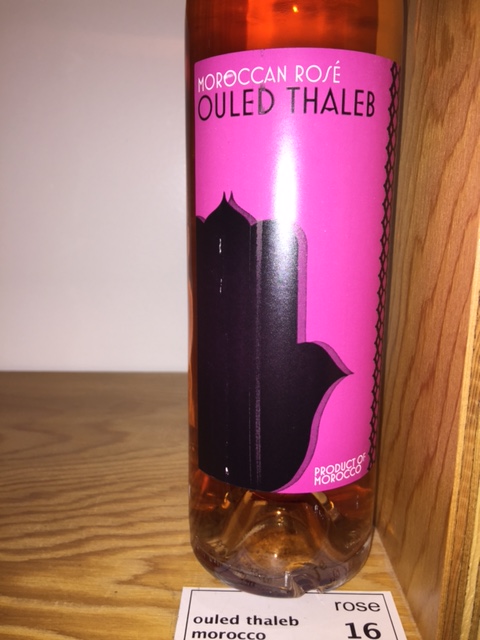 MOROCCAN ROSÉ
OULED THALEB
PRODUCT OF
MOROCCO
rose
ouled thaleb
morocco 16